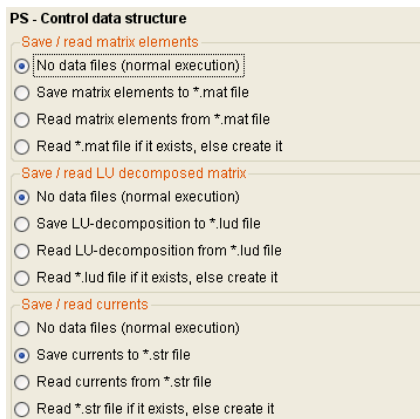 PS - Control data structure
Save / read matrix elements
No data files (normal execution)
Save matrix elements to *.mat file
Read matrix elements from *.mat file
Read *.mat file if it exists, else create it
Save / read LU decomposed matrix
No data files (normal execution)
Save LU-decomposition to *.lud file
Read LU-decomposition from *.lud file
Read *.lud file if it exists, else create it
Save / read currents
No data files (normal execution)
Save currents to *.str file
Read currents from *.str file
Read *.str file if it exists, else create it